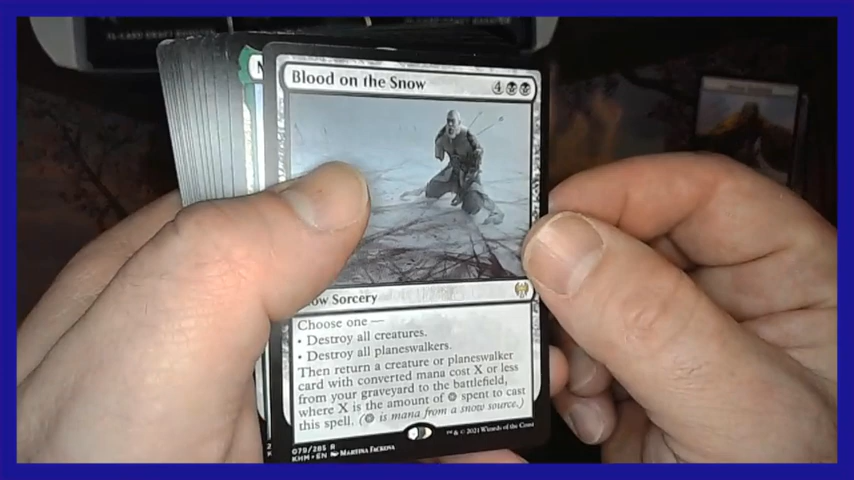 Blood on the Snow 4
ow Sorcery
Choose one —
• Destroy all creatures.
• Destroy all planeswalkers.
Then return a creature or planeswalker
card with converted mana cost X or less
from your graveyard to the battlefield,
where X is the amount of spent to cast
this spell. ( is mana from a snow source.)
079/285 R
KHM • EN Martina Fačková
™ & © 2021 Wizards of the Coast